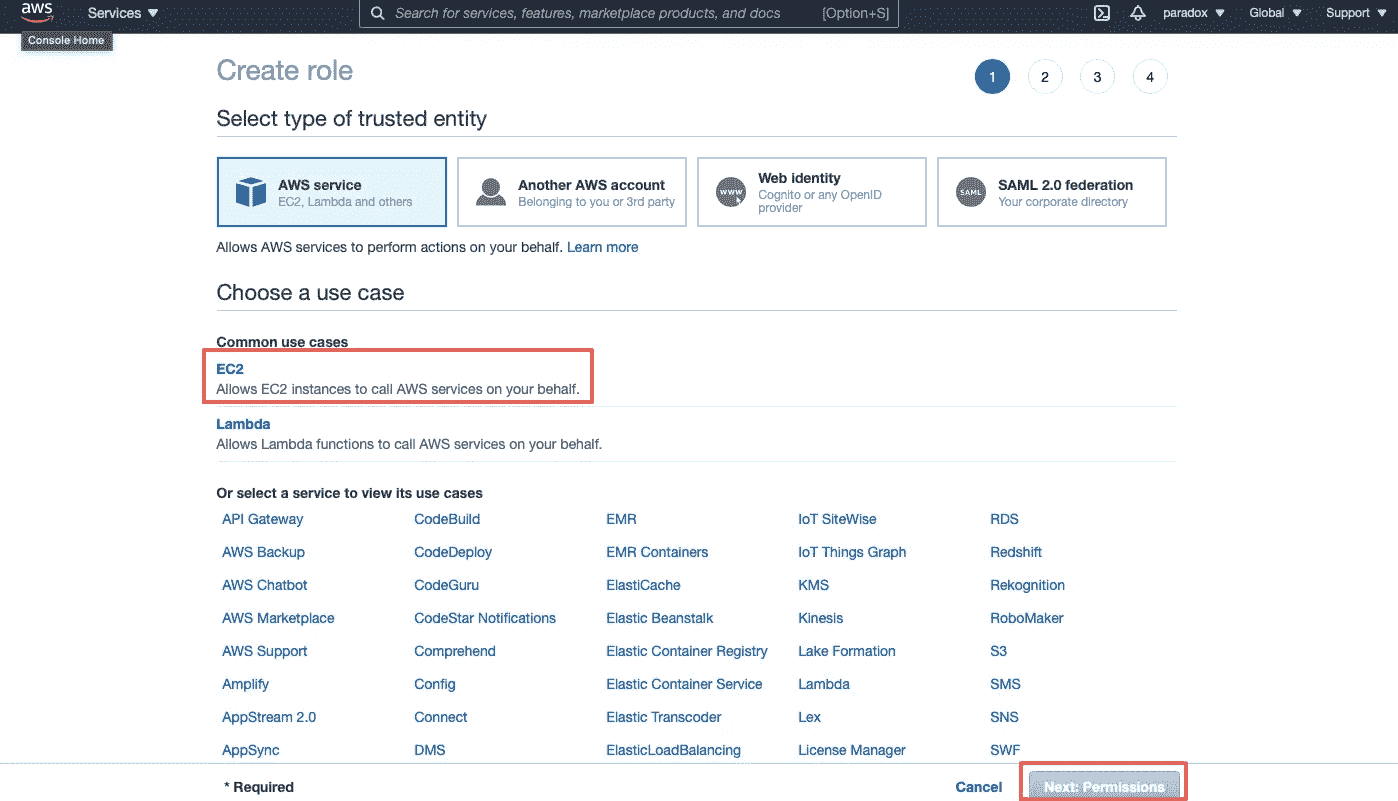 aws Services Search for services, features, marketplace products, and docs [Option+S] paradox Global Support
Console Home
Create role 1 2 3 4
Select type of trusted entity
AWS service
EC2, Lambda and others
Another AWS account
Belonging to you or 3rd party
Web identity
Cognito or any OpenID
provider
SAML
SAML 2.0 federation
Your corporate directory
WWW
Allows AWS services to perform actions on your behalf. Learn more
Choose a use case
Common use cases
EC2
Allows EC2 instances to call AWS services on your behalf.
Lambda
Allows Lambda functions to call AWS services on your behalf.
Or select a service to view its use cases
API Gateway CodeBuild EMR IoT SiteWise RDS
AWS Backup CodeDeploy EMR Containers IoT Things Graph Redshift
AWS Chatbot CodeGuru ElastiCache KMS Rekognition
AWS Marketplace CodeStar Notifications Elastic Beanstalk Kinesis RoboMaker
AWS Support Comprehend Elastic Container Registry Lake Formation S3
Amplify Config Elastic Container Service Lambda SMS
AppStream 2.0 Connect Elastic Transcoder Lex SNS
AppSync DMS ElasticLoadBalancing License Manager SWF
* Required Cancel Next: Permissions